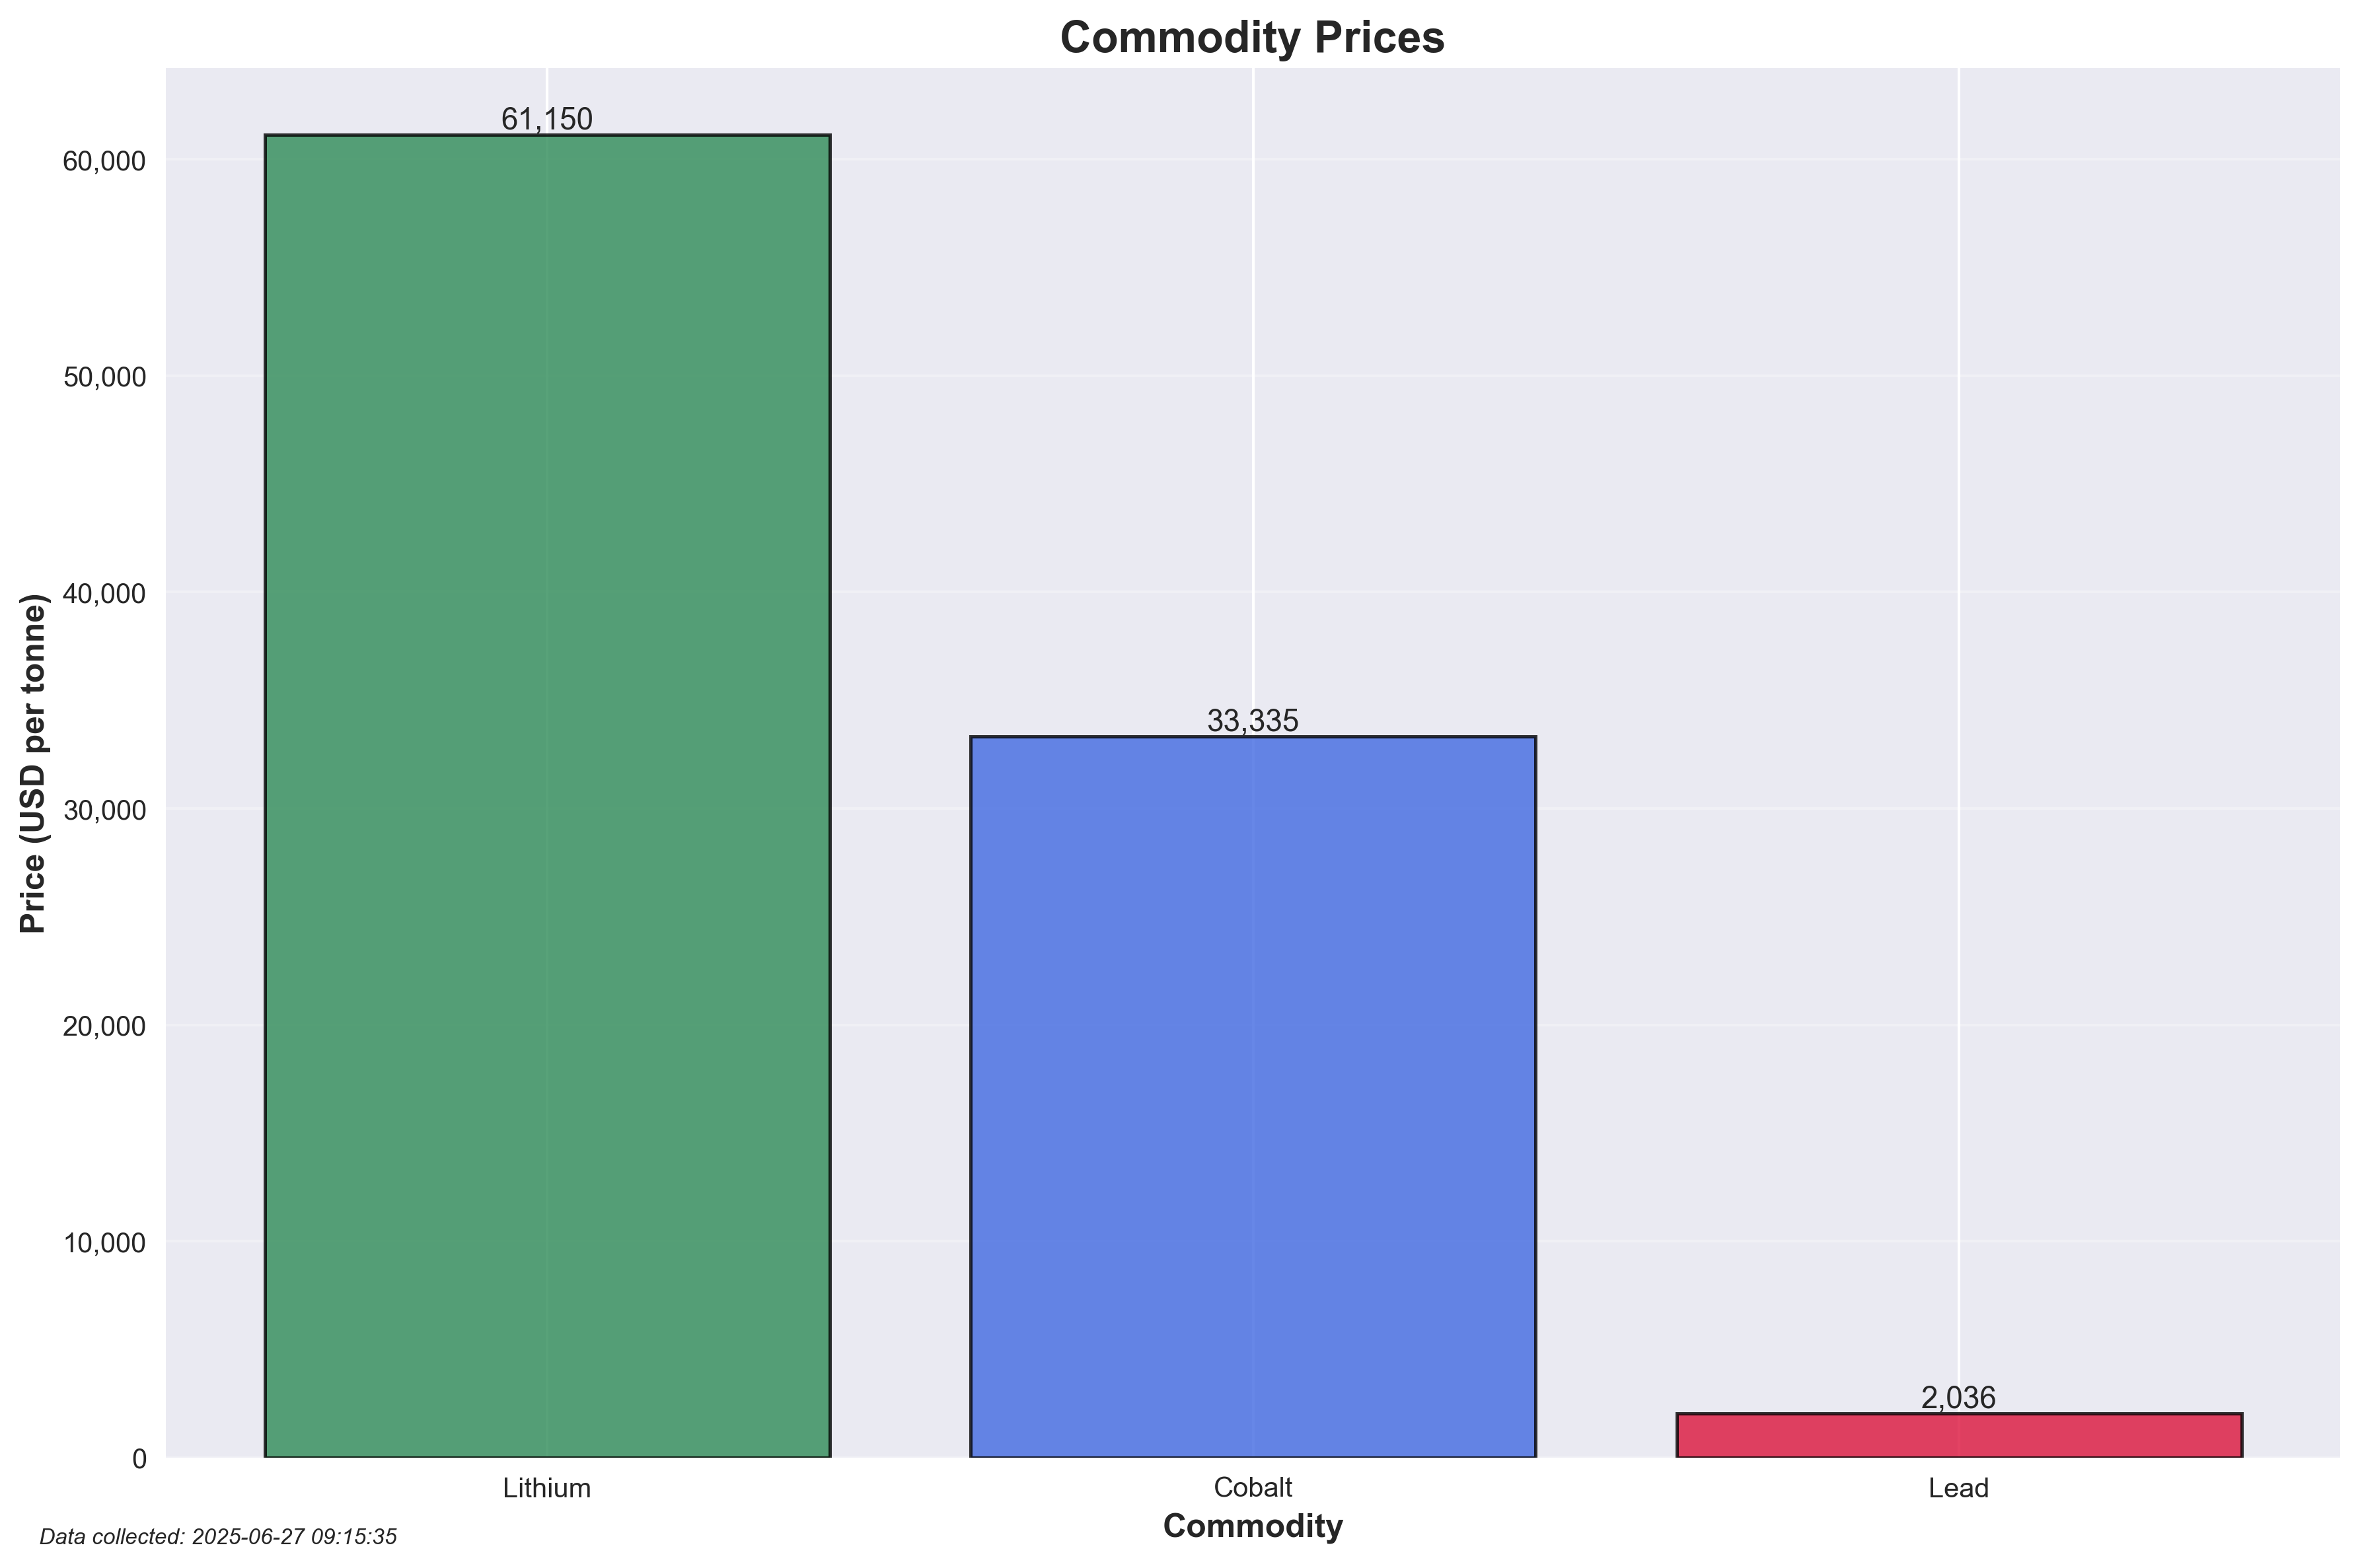 Commodity Prices
61,150
33,335
2,036
60,000
50,000
40,000
30,000
20,000
10,000
0
Price (USD per tonne)
Lithium
Cobalt
Lead
Commodity
Data collected: 2025-06-27 09:15:35